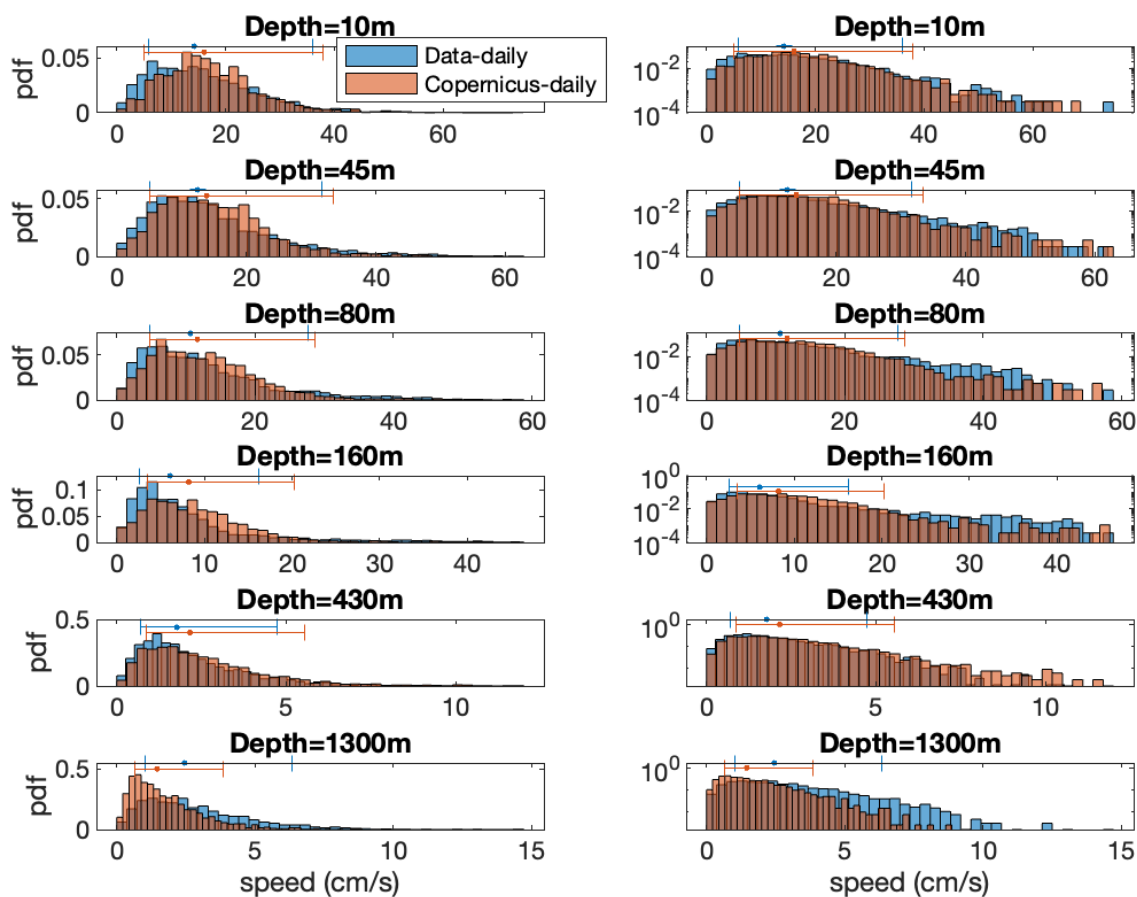 Depth=10m Depth=10m
0.05 Data-daily 10^-2
pdf Copernicus-daily
0 10^-4
0 20 40 60 0 20 40 60
Depth=45m Depth=45m
0.05 10^-2
pdf
0 10^-4
0 20 40 60 0 20 40 60
Depth=80m Depth=80m
0.05 10^-2
pdf
0 10^-4
0 20 40 60 0 20 40 60
Depth=160m Depth=160m
0.1 10^0
pdf 0.05 10^-2
0 10^-4
0 10 20 30 40 0 10 20 30 40
Depth=430m Depth=430m
0.5 10^0
pdf
0
0 5 10 0 5 10
Depth=1300m Depth=1300m
0.5 10^0
pdf
0
0 5 10 15 0 5 10 15
speed (cm/s) speed (cm/s)